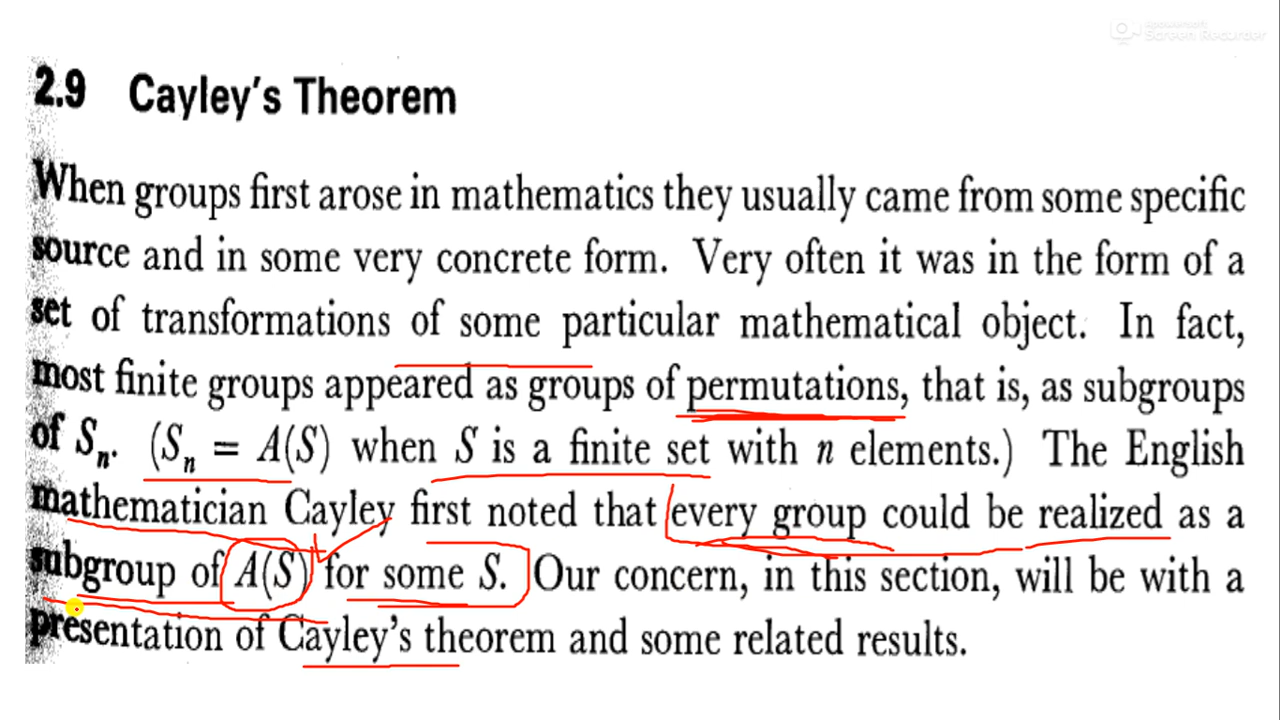 Apowersoft
Screen Recorder
2.9 Cayley's Theorem
When groups first arose in mathematics they usually came from some specific
source and in some very concrete form. Very often it was in the form of a
set of transformations of some particular mathematical object. In fact,
most finite groups appeared as groups of permutations, that is, as subgroups
of Sₙ. (Sₙ = A(S) when S is a finite set with n elements.) The English
mathematician Cayley first noted that every group could be realized as a
subgroup of A(S) for some S. Our concern, in this section, will be with a
presentation of Cayley's theorem and some related results.